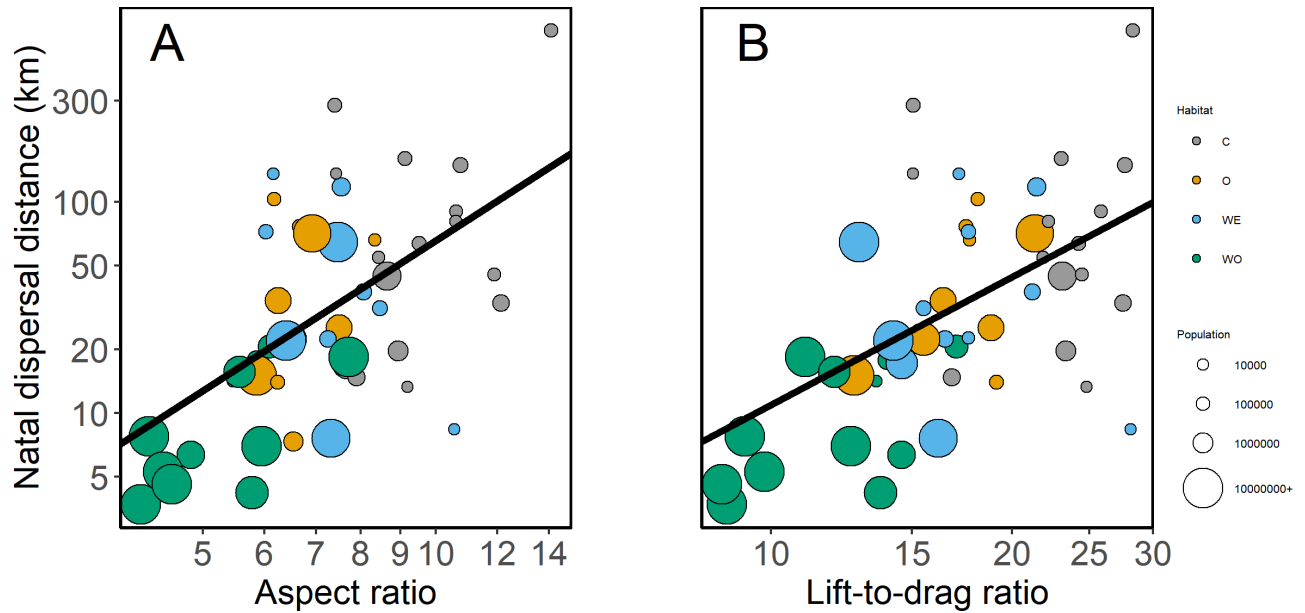 A
B
Natal dispersal distance (km)
300
100
50
20
10
5
5 6 7 8 9 10 12 14
10 15 20 30
Aspect ratio
Lift-to-drag ratio
Habitat
C
O
WE
WO
Population
10000
100000
1000000
10000000+